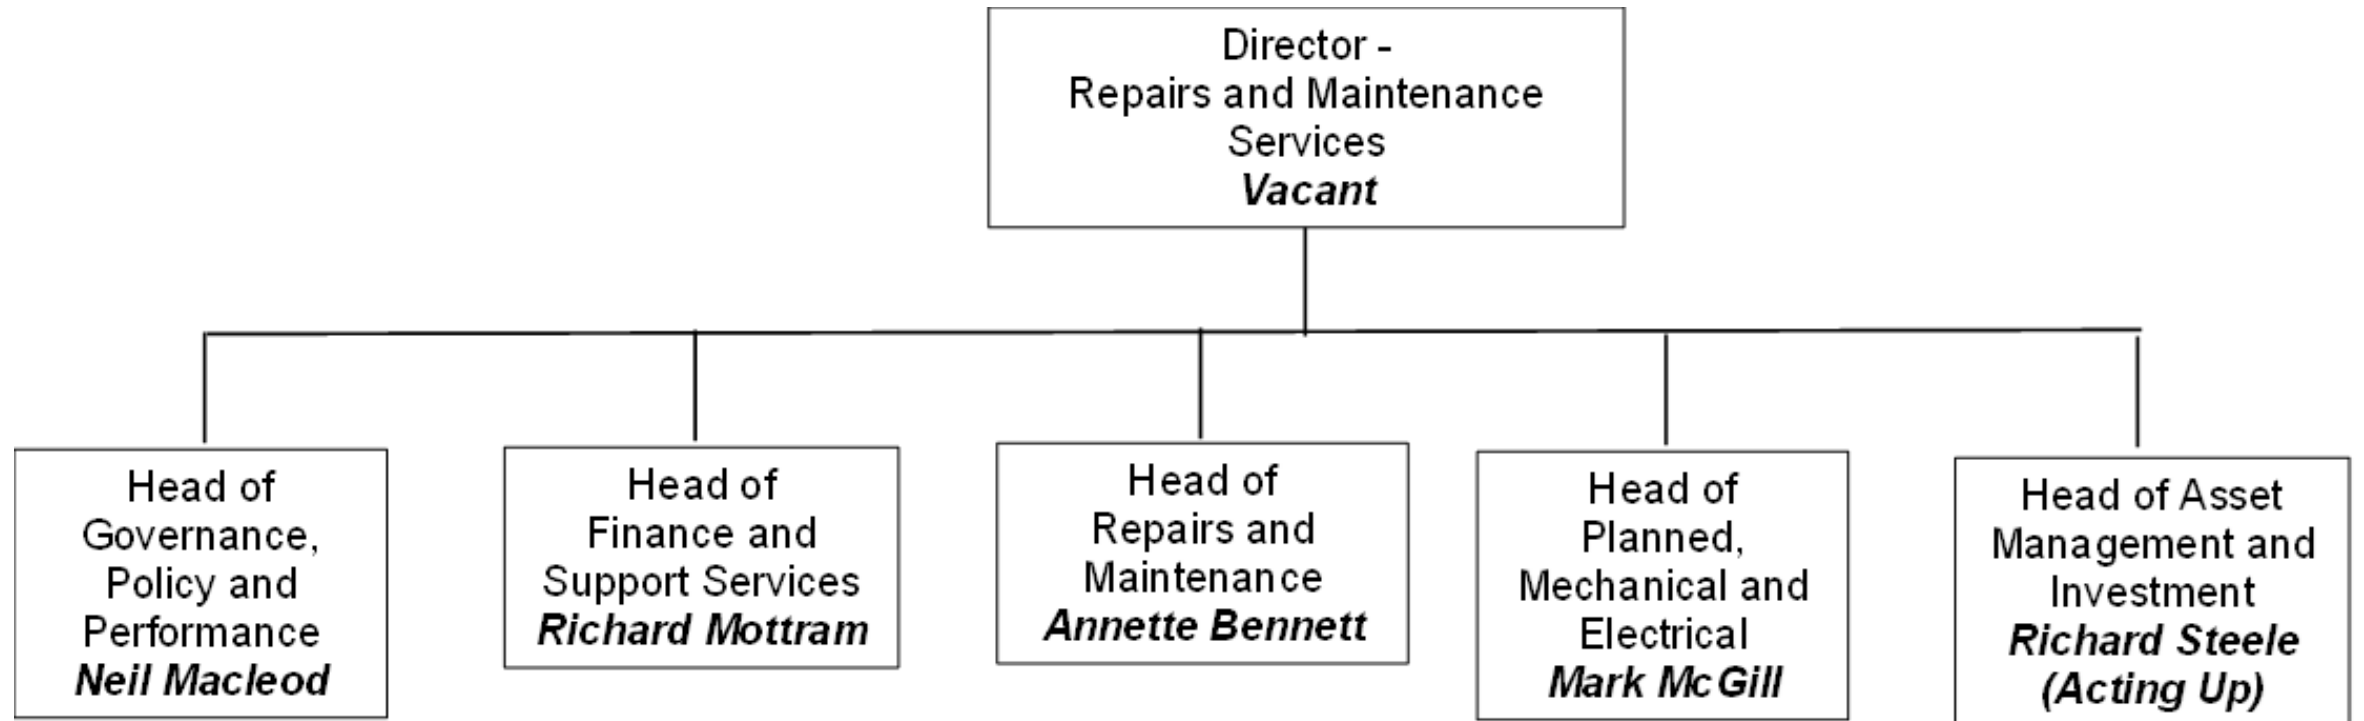 Director -
Repairs and Maintenance
Services
Vacant
Head of
Governance,
Policy and
Performance
Neil Macleod
Head of
Finance and
Support Services
Richard Mottram
Head of
Repairs and
Maintenance
Annette Bennett
Head of
Planned,
Mechanical and
Electrical
Mark McGill
Head of Asset
Management and
Investment
Richard Steele
(Acting Up)